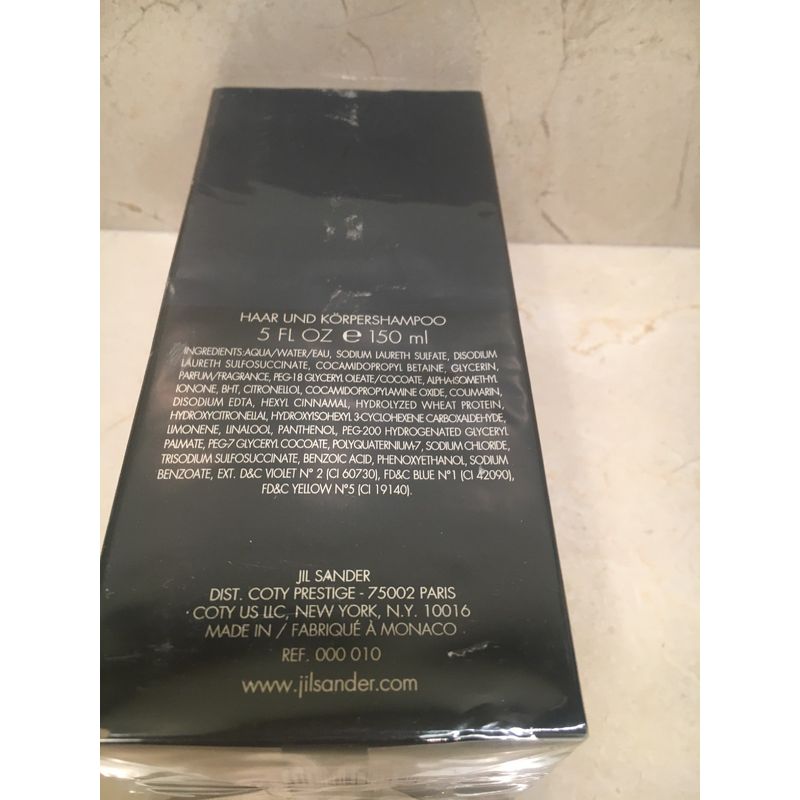 HAAR UND KÖRPERSHAMPOO
5 FL OZ ℮ 150 ml
INGREDIENTS:AQUA/WATER/EAU, SODIUM LAURETH SULFATE, DISODIUM
LAURETH SULFOSUCCINATE, COCAMIDOPROPYL BETAINE, GLYCERIN,
PARFUM/FRAGRANCE, PEG-18 GLYCERYL OLEATE/COCOATE, ALPHA-ISOMETHYL
IONONE, BHT, CITRONELLOL, COCAMIDOPROPYLAMINE OXIDE, COUMARIN,
DISODIUM EDTA, HEXYL CINNAMAL, HYDROLYZED WHEAT PROTEIN,
HYDROXYCITRONELLAL, HYDROXYISOHEXYL 3-CYCLOHEXENE CARBOXALDEHYDE,
LIMONENE, LINALOOL, PANTHENOL, PEG-200 HYDROGENATED GLYCERYL
PALMATE, PEG-7 GLYCERYL COCOATE, POLYQUATERNIUM-7, SODIUM CHLORIDE,
TRISODIUM SULFOSUCCINATE, BENZOIC ACID, PHENOXYETHANOL, SODIUM
BENZOATE, EXT. D&C VIOLET N° 2 (CI 60730), FD&C BLUE N°1 (CI 42090),
FD&C YELLOW N°5 (CI 19140).
JIL SANDER
DIST. COTY PRESTIGE - 75002 PARIS
COTY US LLC, NEW YORK, N.Y. 10016
MADE IN / FABRIQUÉ À MONACO
REF. 000 010
www.jilsander.com